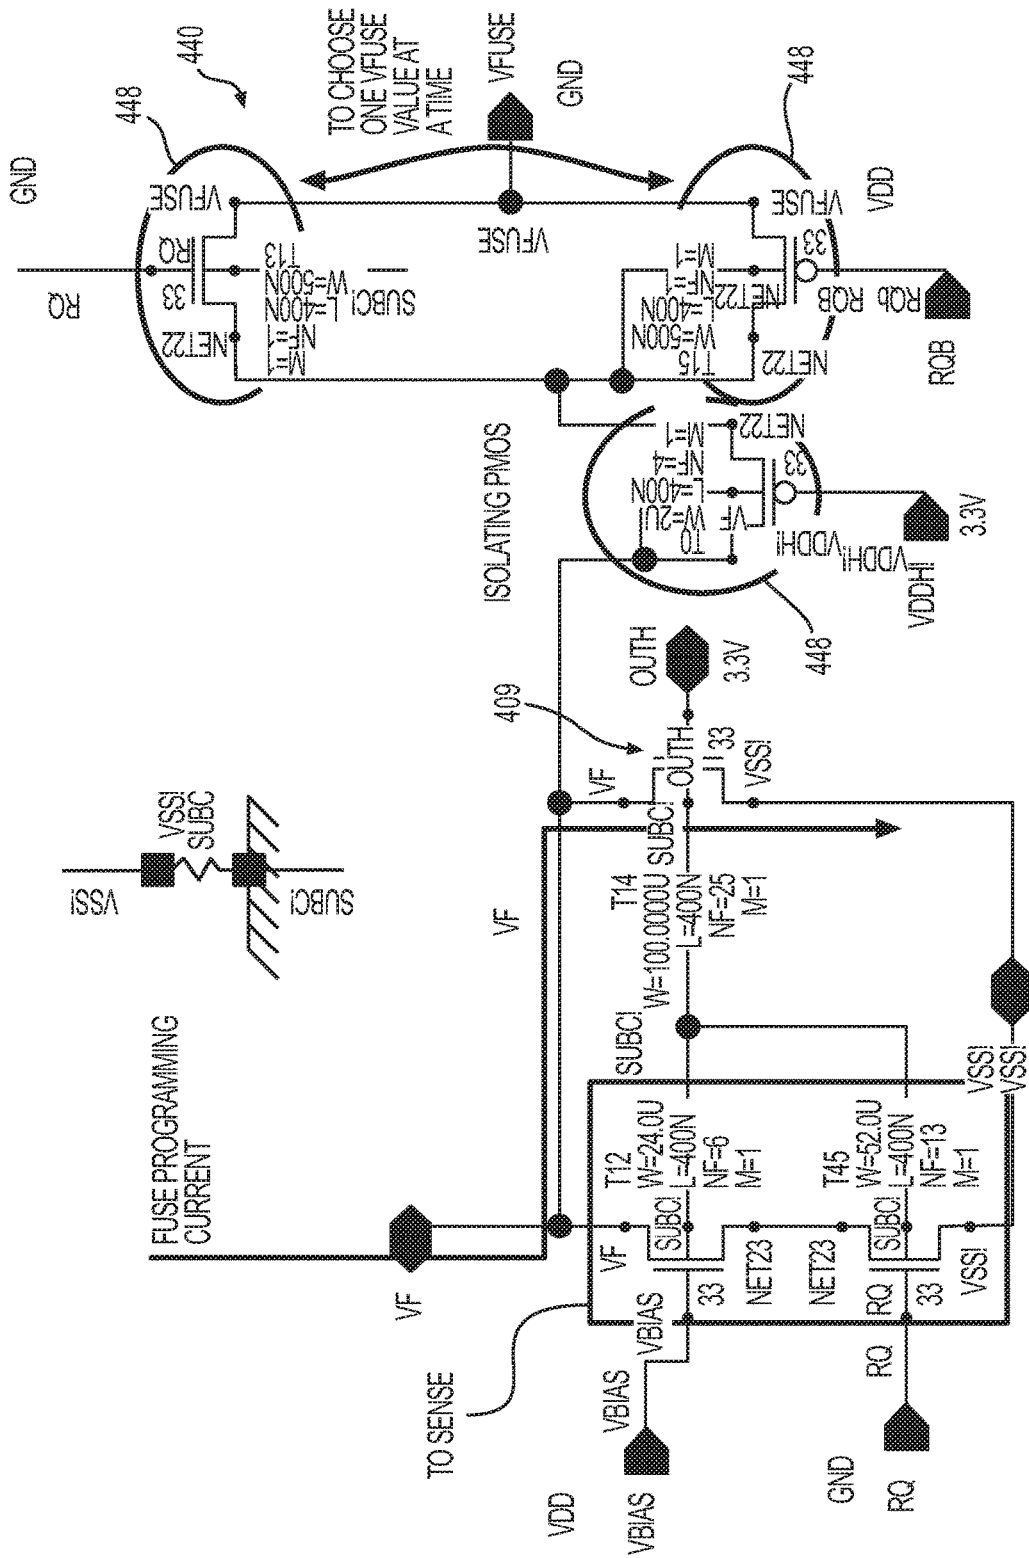 FUSE PROGRAMMING
CURRENT
VF
VF
TO SENSE
VDD
VBIAS
VBIAS
VBIAS
33
GND
RQ
RQ
RQ
33
VF
SUBC!
T12
W=24.0U
L=400N
NF=6
M=1
NET23
NET23
SUBC!
T45
W=52.0U
L=400N
NF=13
M=1
VSS!
VSS!
VSS!
SUBC!
T14
W=100.0000U
L=400N
NF=25
M=1
SUBC!
VF
OUTH
33
VSS!
409
OUTH
3.3V
VSS!
VSS!
SUBC
SUBC!
ISOLATING PMOS
T0
W=2U
L=400N
NF=4
M=1
VF
33
NET22
VDDH!
VDDH!
VDDH!
3.3V
448
GND
RQ
448
440
RQ
33
VFUSE
NET22
T13
W=500N
L=400N
NF=1
M=1
SUBC!
TO CHOOSE
ONE VFUSE
VALUE AT
A TIME
VFUSE
VFUSE
GND
T15
W=500N
L=400N
NF=1
M=1
NET22
NET22
VFUSE
33
RQB
RQb
RQB
VDD
448